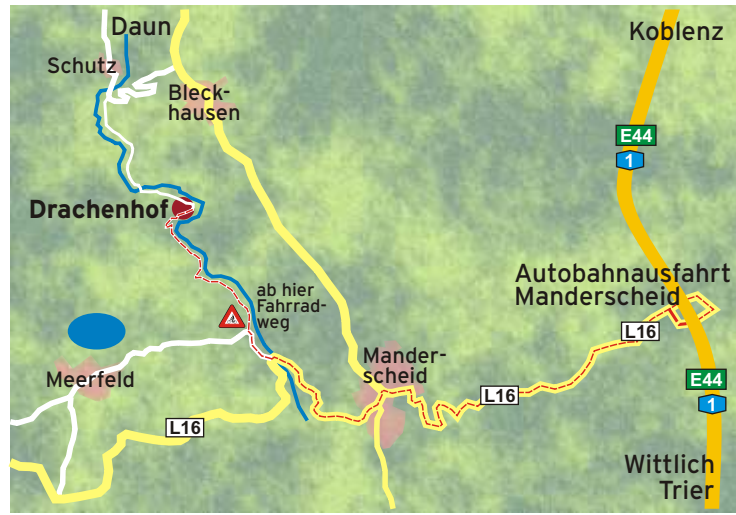 Daun
Koblenz
Schutz
Bleck-
hausen
E44
1
Drachenhof
Autobahnausfahrt
Manderscheid
ab hier
Fahrrad-
weg
L16
Mander-
scheid
Meerfeld
E44
L16
1
L16
Wittlich
Trier